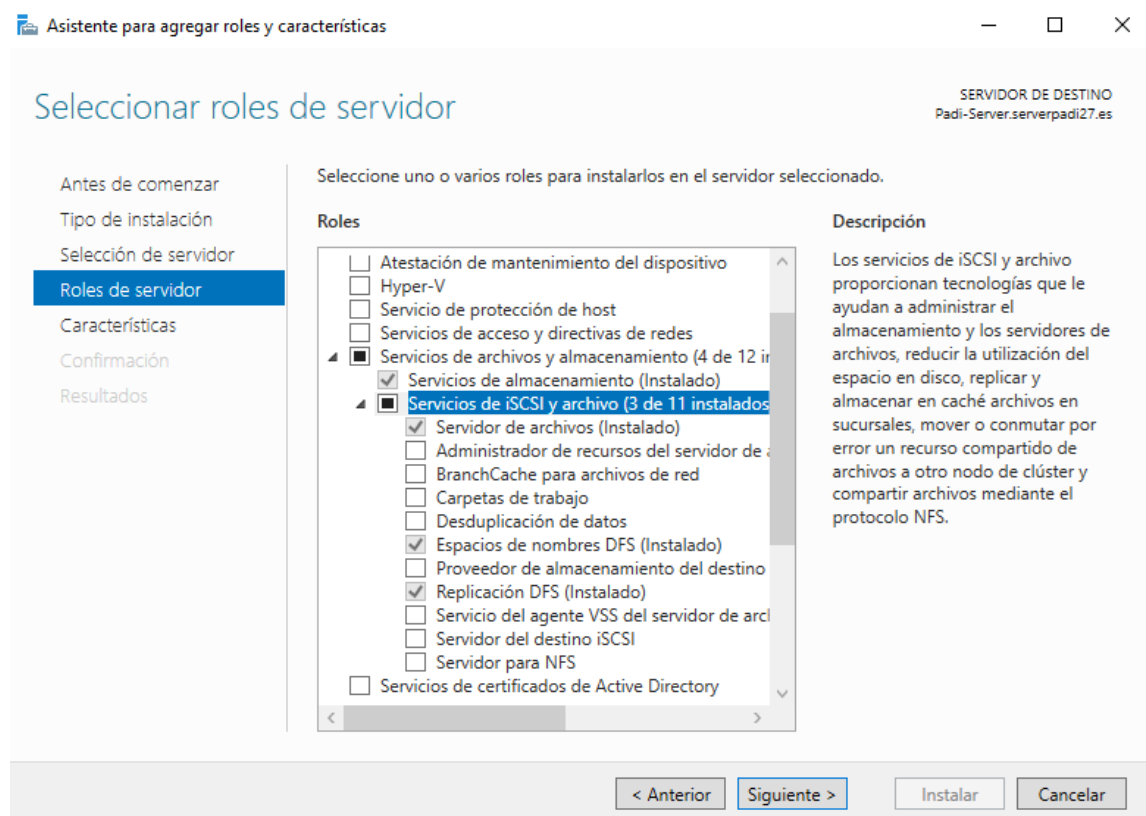 Asistente para agregar roles y características
Seleccionar roles de servidor
SERVIDOR DE DESTINO
Padi-Server.serverpadi27.es
Antes de comenzar
Tipo de instalación
Selección de servidor
Roles de servidor
Características
Confirmación
Resultados
Seleccione uno o varios roles para instalarlos en el servidor seleccionado.
Roles
Atestación de mantenimiento del dispositivo
Hyper-V
Servicio de protección de host
Servicios de acceso y directivas de redes
Servicios de archivos y almacenamiento (4 de 12 in
Servicios de almacenamiento (Instalado)
Servicios de iSCSI y archivo (3 de 11 instalados
Servidor de archivos (Instalado)
Administrador de recursos del servidor de a
BranchCache para archivos de red
Carpetas de trabajo
Desduplicación de datos
Espacios de nombres DFS (Instalado)
Proveedor de almacenamiento del destino
Replicación DFS (Instalado)
Servicio del agente VSS del servidor de arcl
Servidor del destino iSCSI
Servidor para NFS
Servicios de certificados de Active Directory
Descripción
Los servicios de iSCSI y archivo
proporcionan tecnologías que le
ayudan a administrar el
almacenamiento y los servidores de
archivos, reducir la utilización del
espacio en disco, replicar y
almacenar en caché archivos en
sucursales, mover o conmutar por
error un recurso compartido de
archivos a otro nodo de clúster y
compartir archivos mediante el
protocolo NFS.
< Anterior
Siguiente >
Instalar
Cancelar